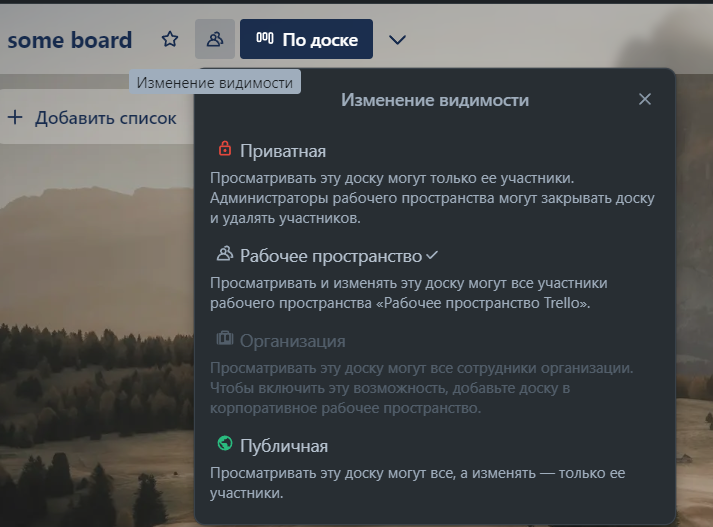 some board
По доске
Изменение видимости
Добавить список
Изменение видимости
Приватная
Просматривать эту доску могут только ее участники.
Администраторы рабочего пространства могут закрывать доску
и удалять участников.
Рабочее пространство
Просматривать и изменять эту доску могут все участники
рабочего пространства «Рабочее пространство Trello».
Организация
Просматривать эту доску могут все сотрудники организации.
Чтобы включить эту возможность, добавьте доску в
корпоративное рабочее пространство.
Публичная
Просматривать эту доску могут все, а изменять — только ее
участники.